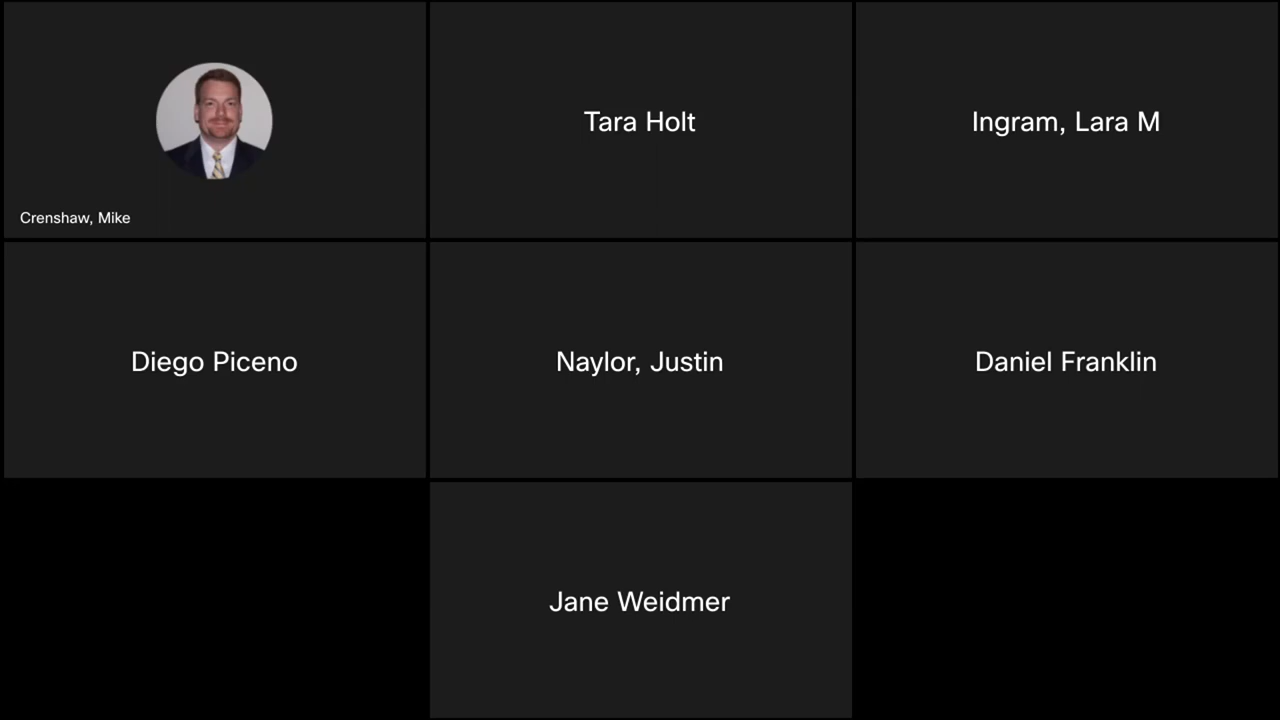 Crenshaw, Mike
Tara Holt
Ingram, Lara M
Diego Piceno
Naylor, Justin
Daniel Franklin
Jane Weidmer